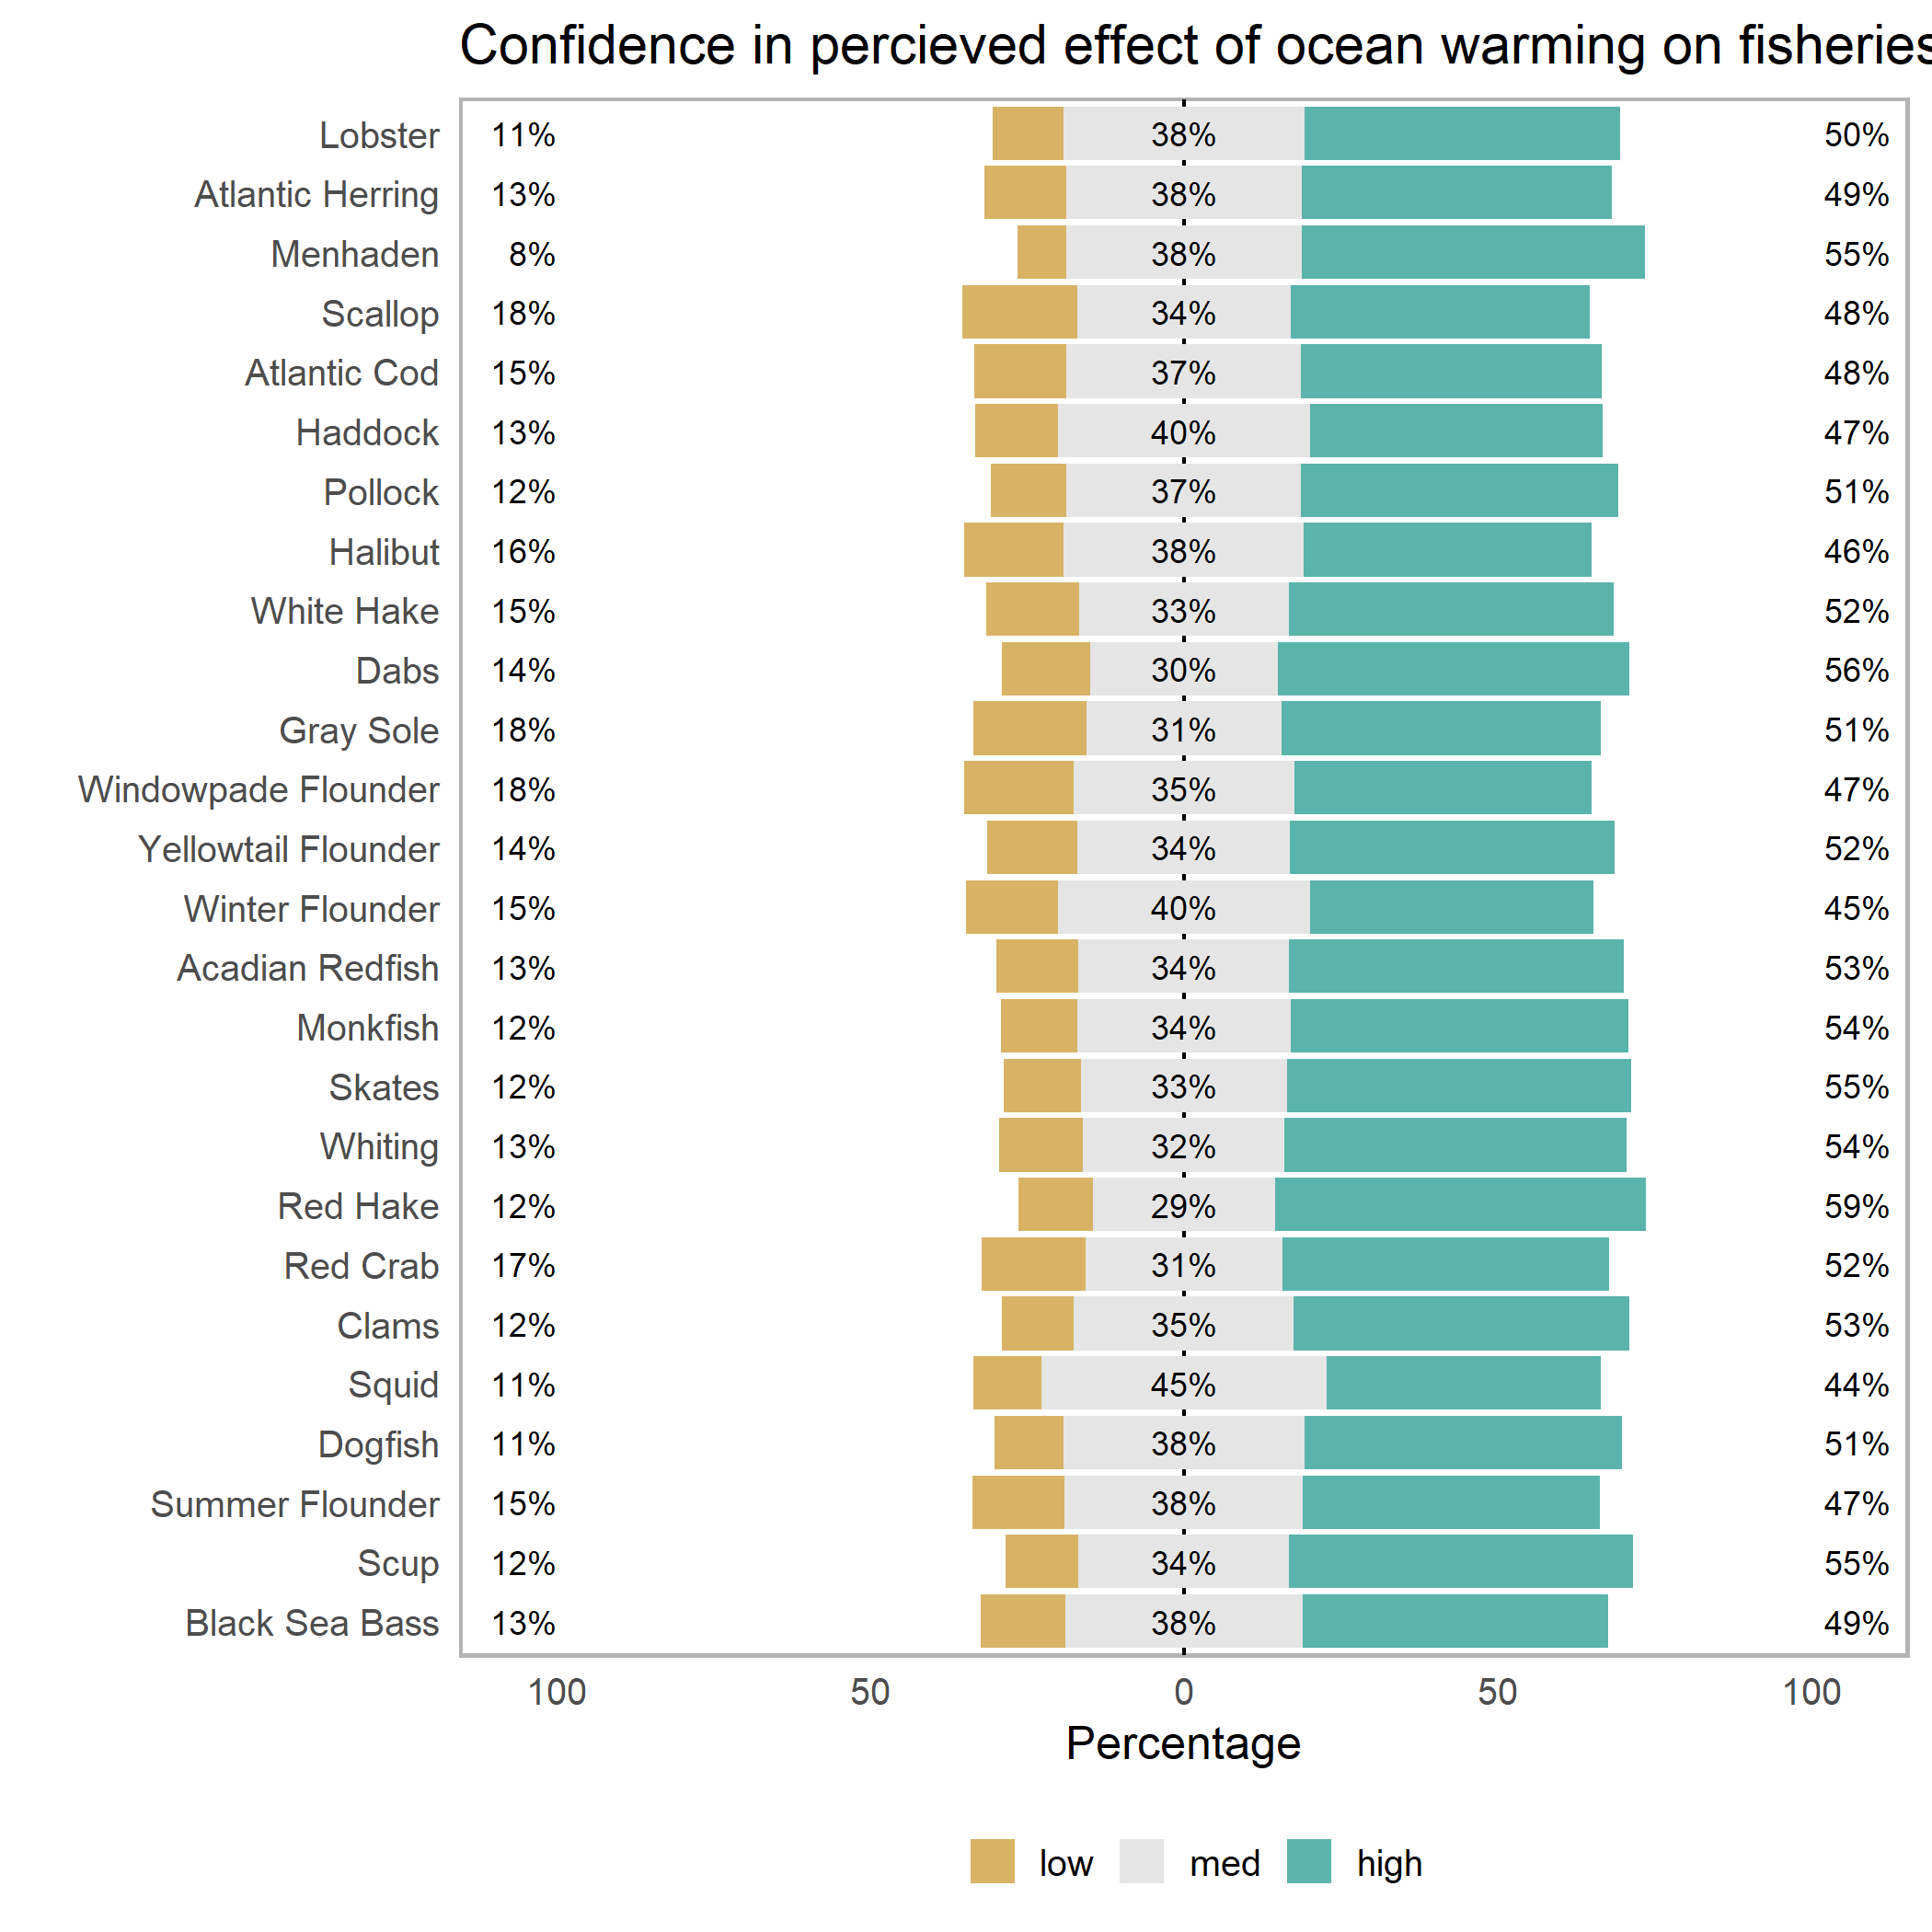 Confidence in percieved effect of ocean warming on fisheries
Lobster 11% 38% 50%
Atlantic Herring 13% 38% 49%
Menhaden 8% 38% 55%
Scallop 18% 34% 48%
Atlantic Cod 15% 37% 48%
Haddock 13% 40% 47%
Pollock 12% 37% 51%
Halibut 16% 38% 46%
White Hake 15% 33% 52%
Dabs 14% 30% 56%
Gray Sole 18% 31% 51%
Windowpade Flounder 18% 35% 47%
Yellowtail Flounder 14% 34% 52%
Winter Flounder 15% 40% 45%
Acadian Redfish 13% 34% 53%
Monkfish 12% 34% 54%
Skates 12% 33% 55%
Whiting 13% 32% 54%
Red Hake 12% 29% 59%
Red Crab 17% 31% 52%
Clams 12% 35% 53%
Squid 11% 45% 44%
Dogfish 11% 38% 51%
Summer Flounder 15% 38% 47%
Scup 12% 34% 55%
Black Sea Bass 13% 38% 49%
100 50 0 50 100
Percentage
low med high